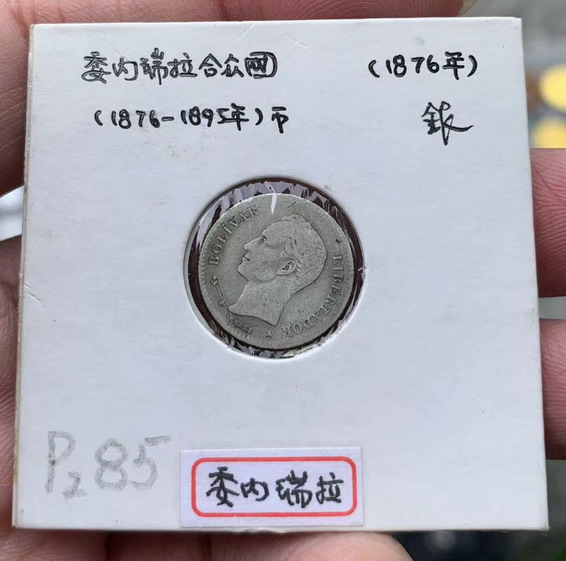 委内瑞拉合众国 (1876年)
(1876-1895年)币 銀
BOLIVAR LIBERTADOR
P₂85
委内瑞拉